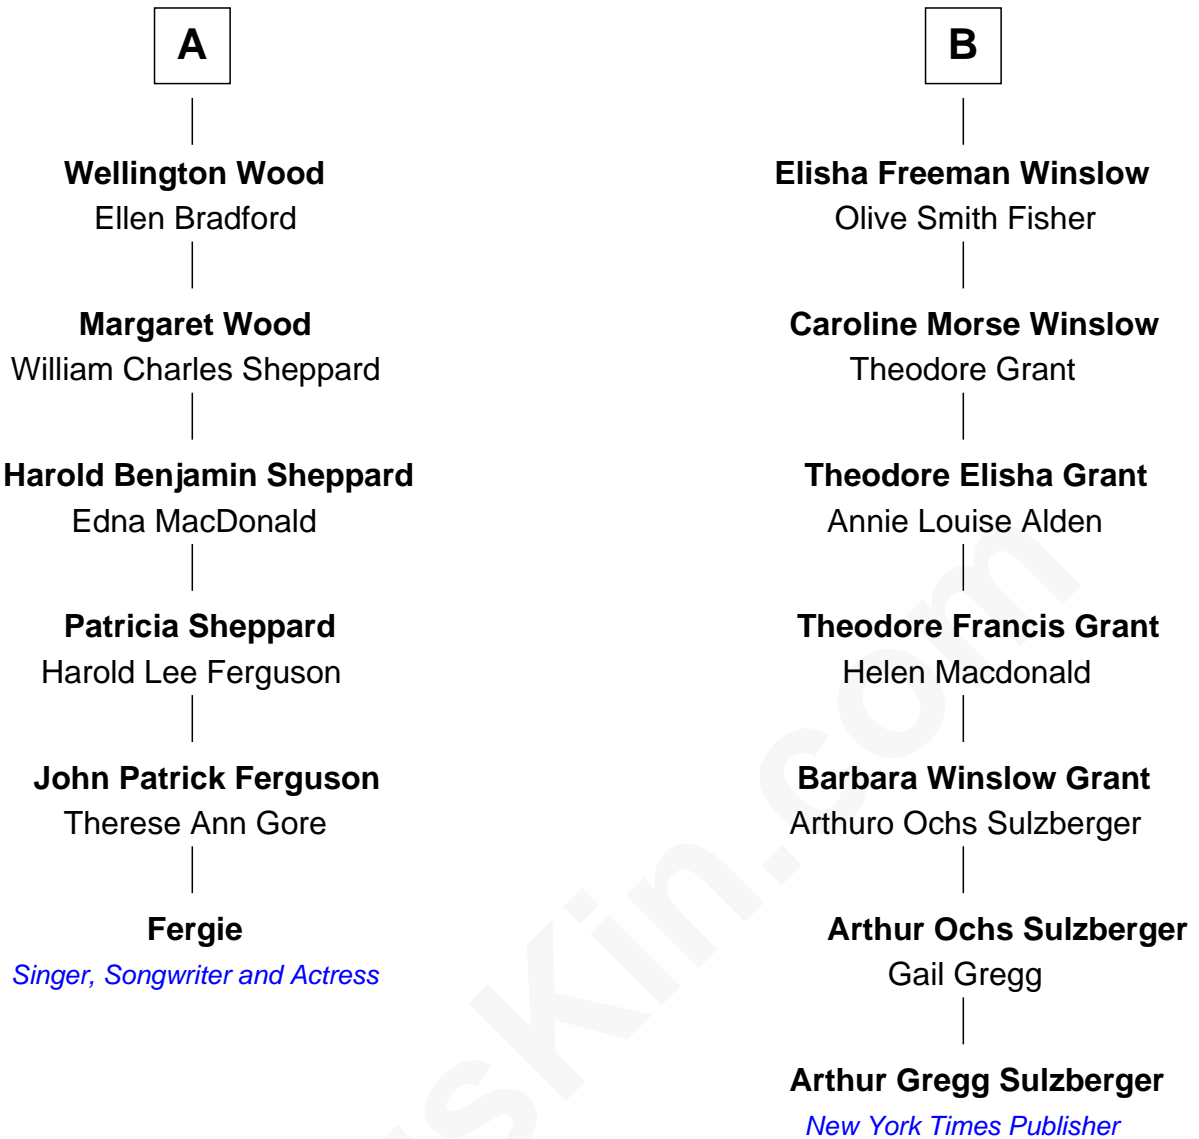 A
Wellington Wood
Ellen Bradford
Margaret Wood
William Charles Sheppard
Harold Benjamin Sheppard
Edna MacDonald
Patricia Sheppard
Harold Lee Ferguson
John Patrick Ferguson
Therese Ann Gore
Fergie
Singer, Songwriter and Actress
B
Elisha Freeman Winslow
Olive Smith Fisher
Caroline Morse Winslow
Theodore Grant
Theodore Elisha Grant
Annie Louise Alden
Theodore Francis Grant
Helen Macdonald
Barbara Winslow Grant
Arthuro Ochs Sulzberger
Arthur Ochs Sulzberger
Gail Gregg
Arthur Gregg Sulzberger
New York Times Publisher
sKin.com